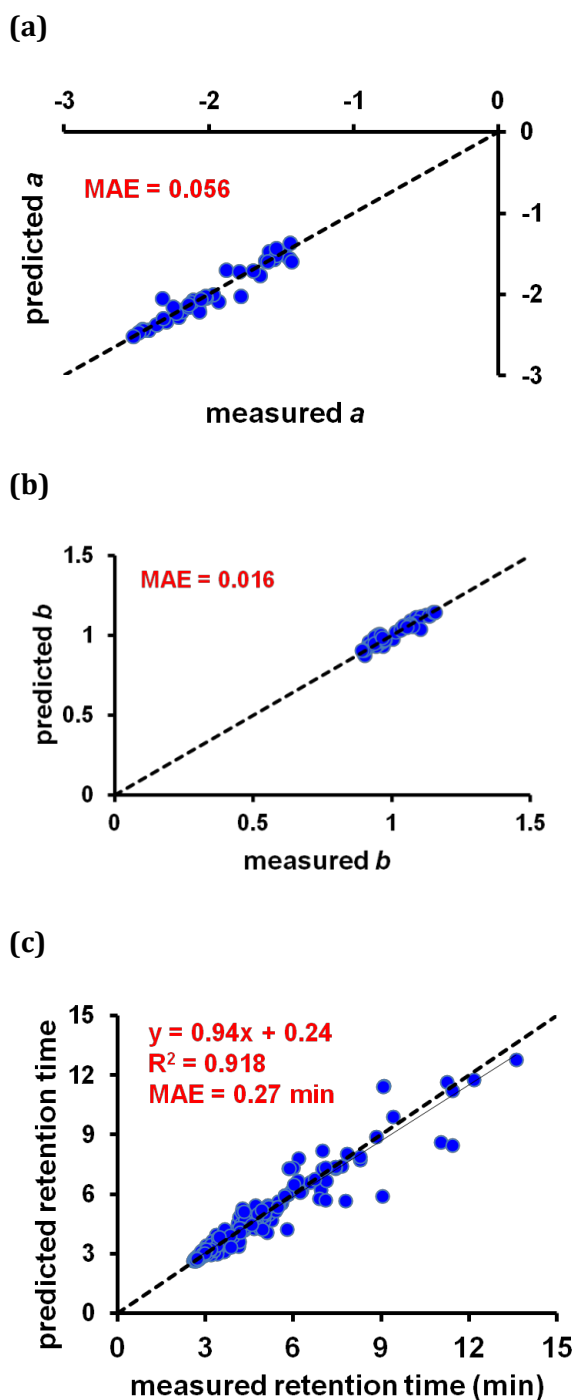 (a)
-3 -2 -1 0
0
MAE = 0.056
-1
predicted a
-2
-3
measured a
(b)
1.5
MAE = 0.016
1
predicted b
0.5
0
0 0.5 1 1.5
measured b
(c)
15
y = 0.94x + 0.24
R² = 0.918
12
MAE = 0.27 min
9
predicted retention time
6
3
0
0 3 6 9 12 15
measured retention time (min)